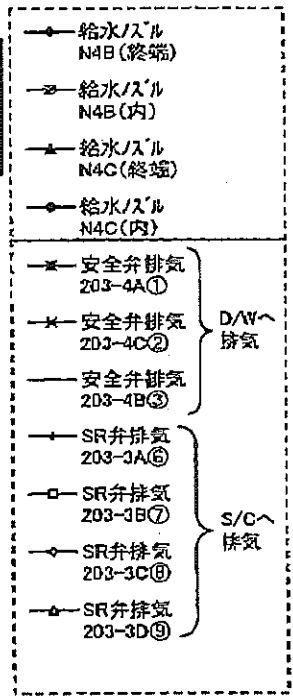 給水ノズル
N4B(終端)
給水ノズル
N4B(内)
給水ノズル
N4C(終端)
給水ノズル
N4C(内)
安全弁排気
203-4A①
安全弁排気
203-4C②
安全弁排気
203-4B③
D/Wへ
排気
SR弁排気
203-3A⑥
SR弁排気
203-3B⑦
SR弁排気
203-3C⑧
SR弁排気
203-3D⑨
S/Cへ
排気